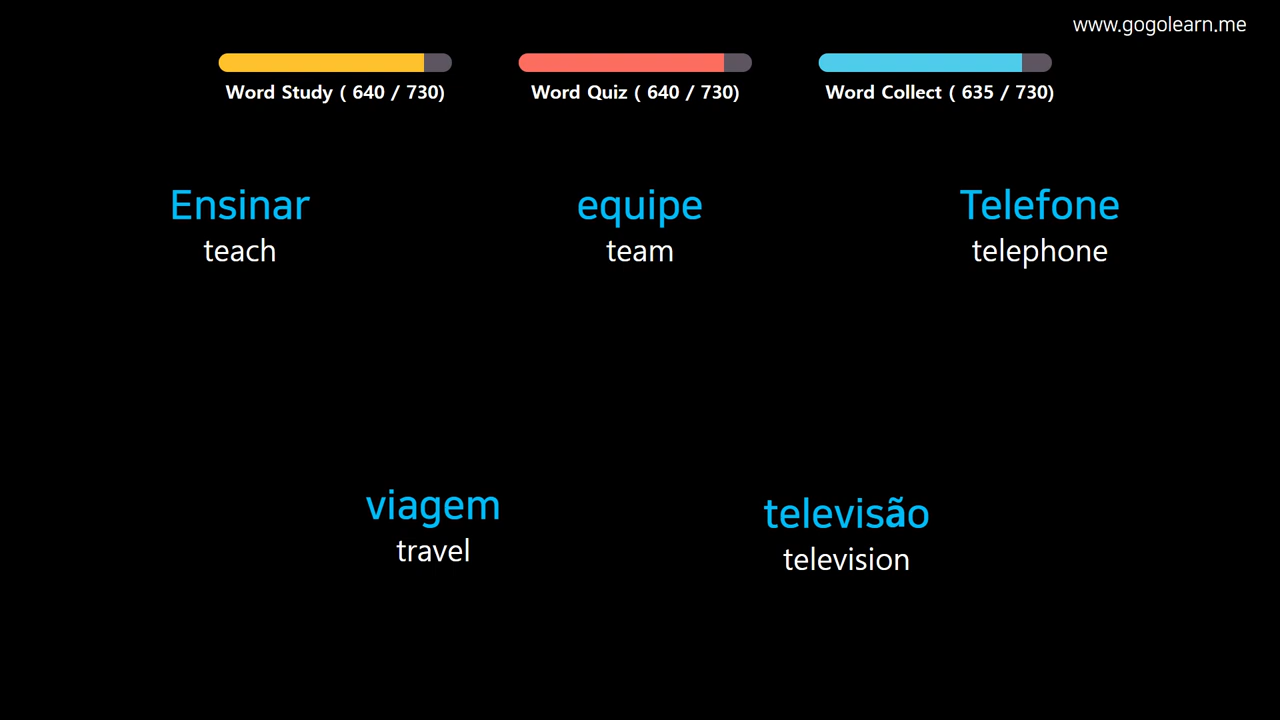 www.gogolearn.me
Word Study ( 640 / 730)
Word Quiz ( 640 / 730)
Word Collect ( 635 / 730)
Ensinar
teach
equipe
team
Telefone
telephone
viagem
travel
televisão
television